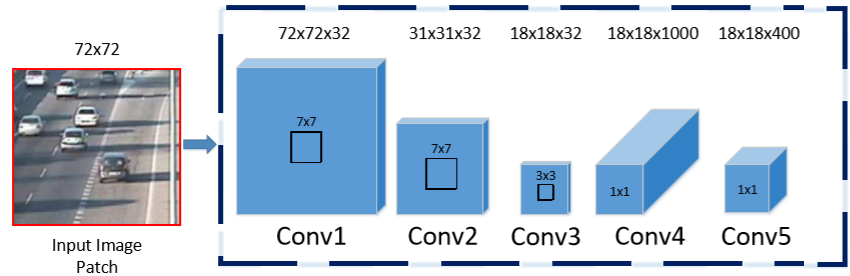 72x72
Input Image
Patch
72x72x32
31x31x32
18x18x32
18x18x1000
18x18x400
7x7
7x7
3x3
1x1
1x1
Conv1
Conv2
Conv3
Conv4
Conv5